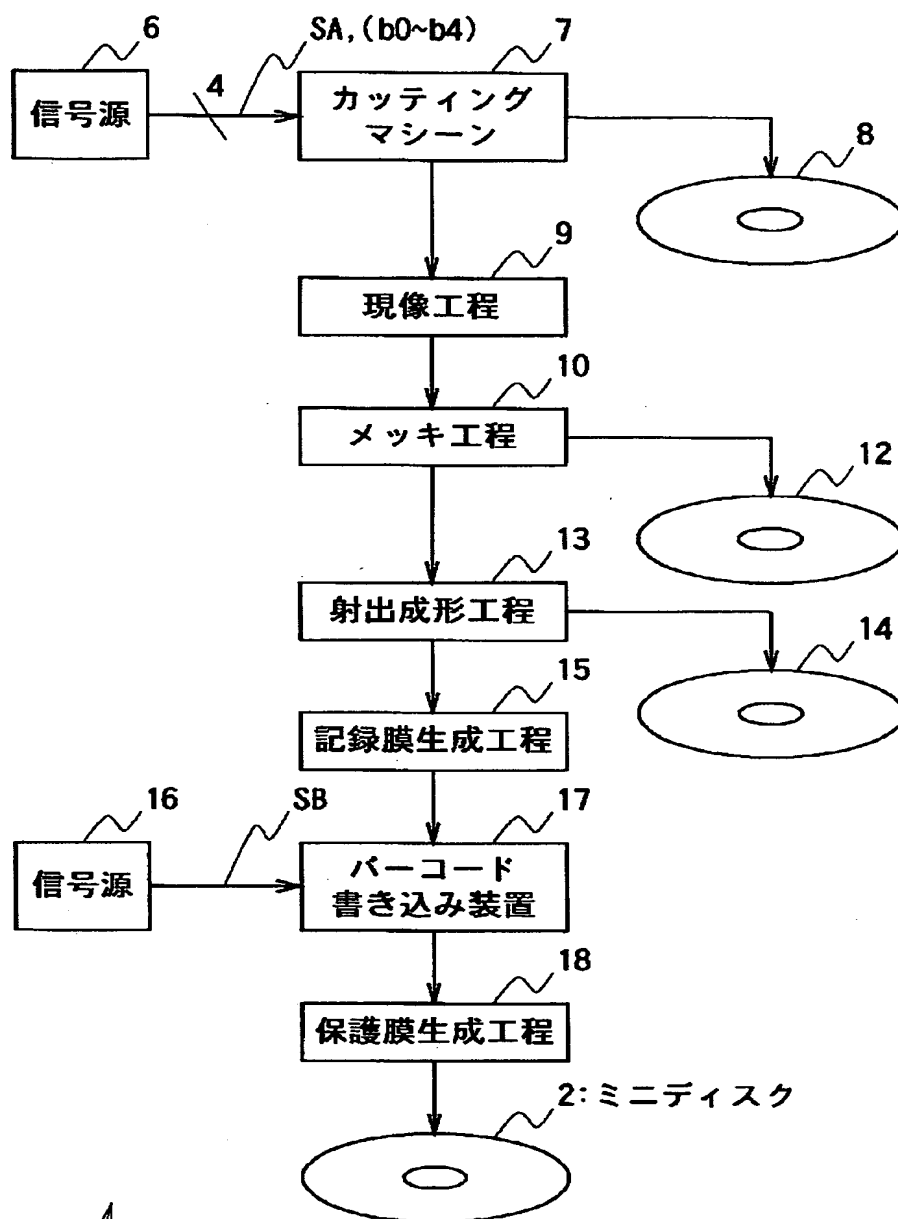 6
SA,(b0~b4)
7
信号源
4
カッティング
マシーン
8
9
現像工程
10
メッキ工程
12
13
射出成形工程
14
15
記録膜生成工程
16
SB
17
信号源
バーコード
書き込み装置
18
保護膜生成工程
2:ミニディスク